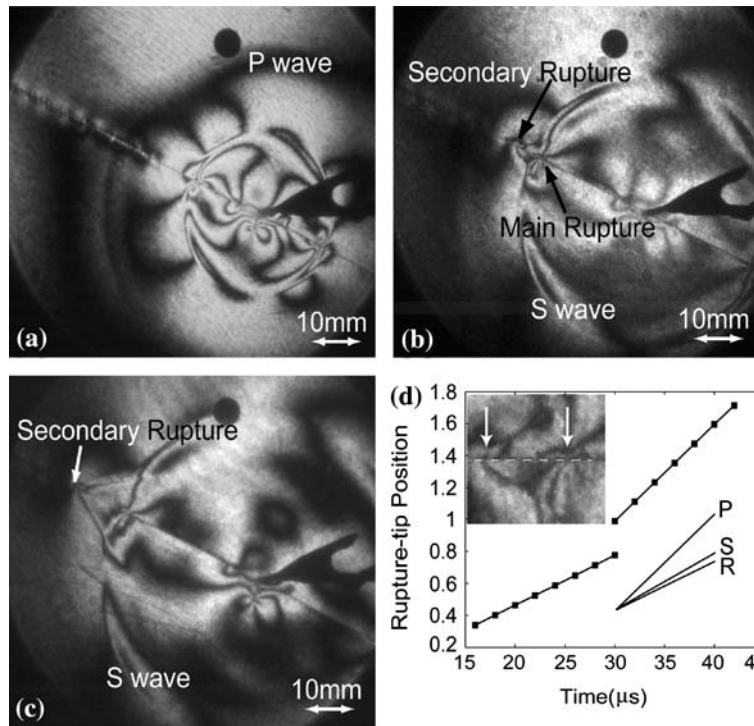 P wave
(a)
10mm
Secondary Rupture
Main Rupture
S wave
(b)
10mm
Secondary Rupture
S wave
(c)
10mm
(d)
1.8
1.6
1.4
1.2
1
0.8
0.6
0.4
0.2
Rupture-tip Position
P
S
R
15 20 25 30 35 40 4
Time(μs)